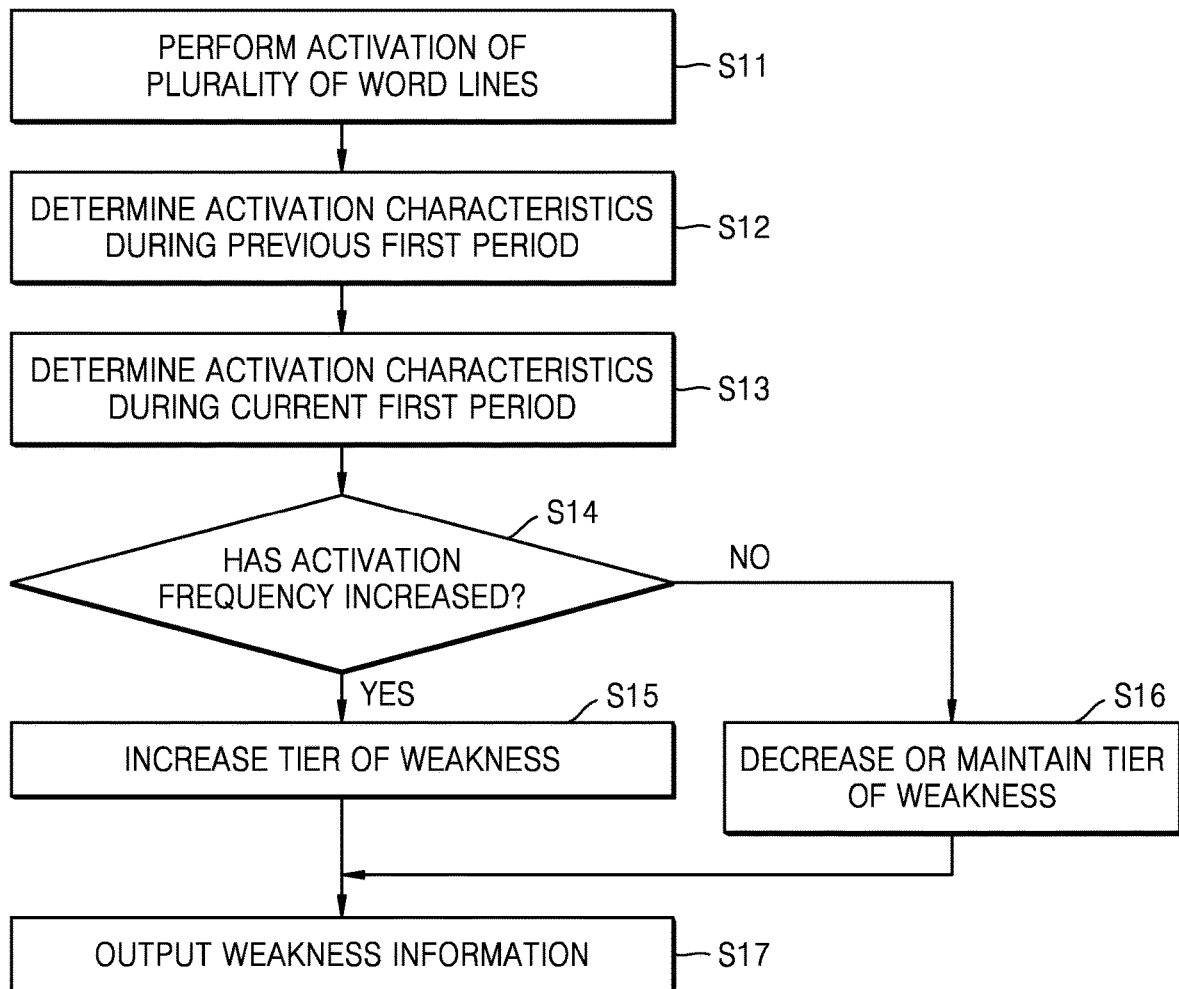 PERFORM ACTIVATION OF
PLURALITY OF WORD LINES
S11
DETERMINE ACTIVATION CHARACTERISTICS
DURING PREVIOUS FIRST PERIOD
S12
DETERMINE ACTIVATION CHARACTERISTICS
DURING CURRENT FIRST PERIOD
S13
S14
HAS ACTIVATION
FREQUENCY INCREASED?
NO
YES
S15
INCREASE TIER OF WEAKNESS
S16
DECREASE OR MAINTAIN TIER
OF WEAKNESS
OUTPUT WEAKNESS INFORMATION
S17